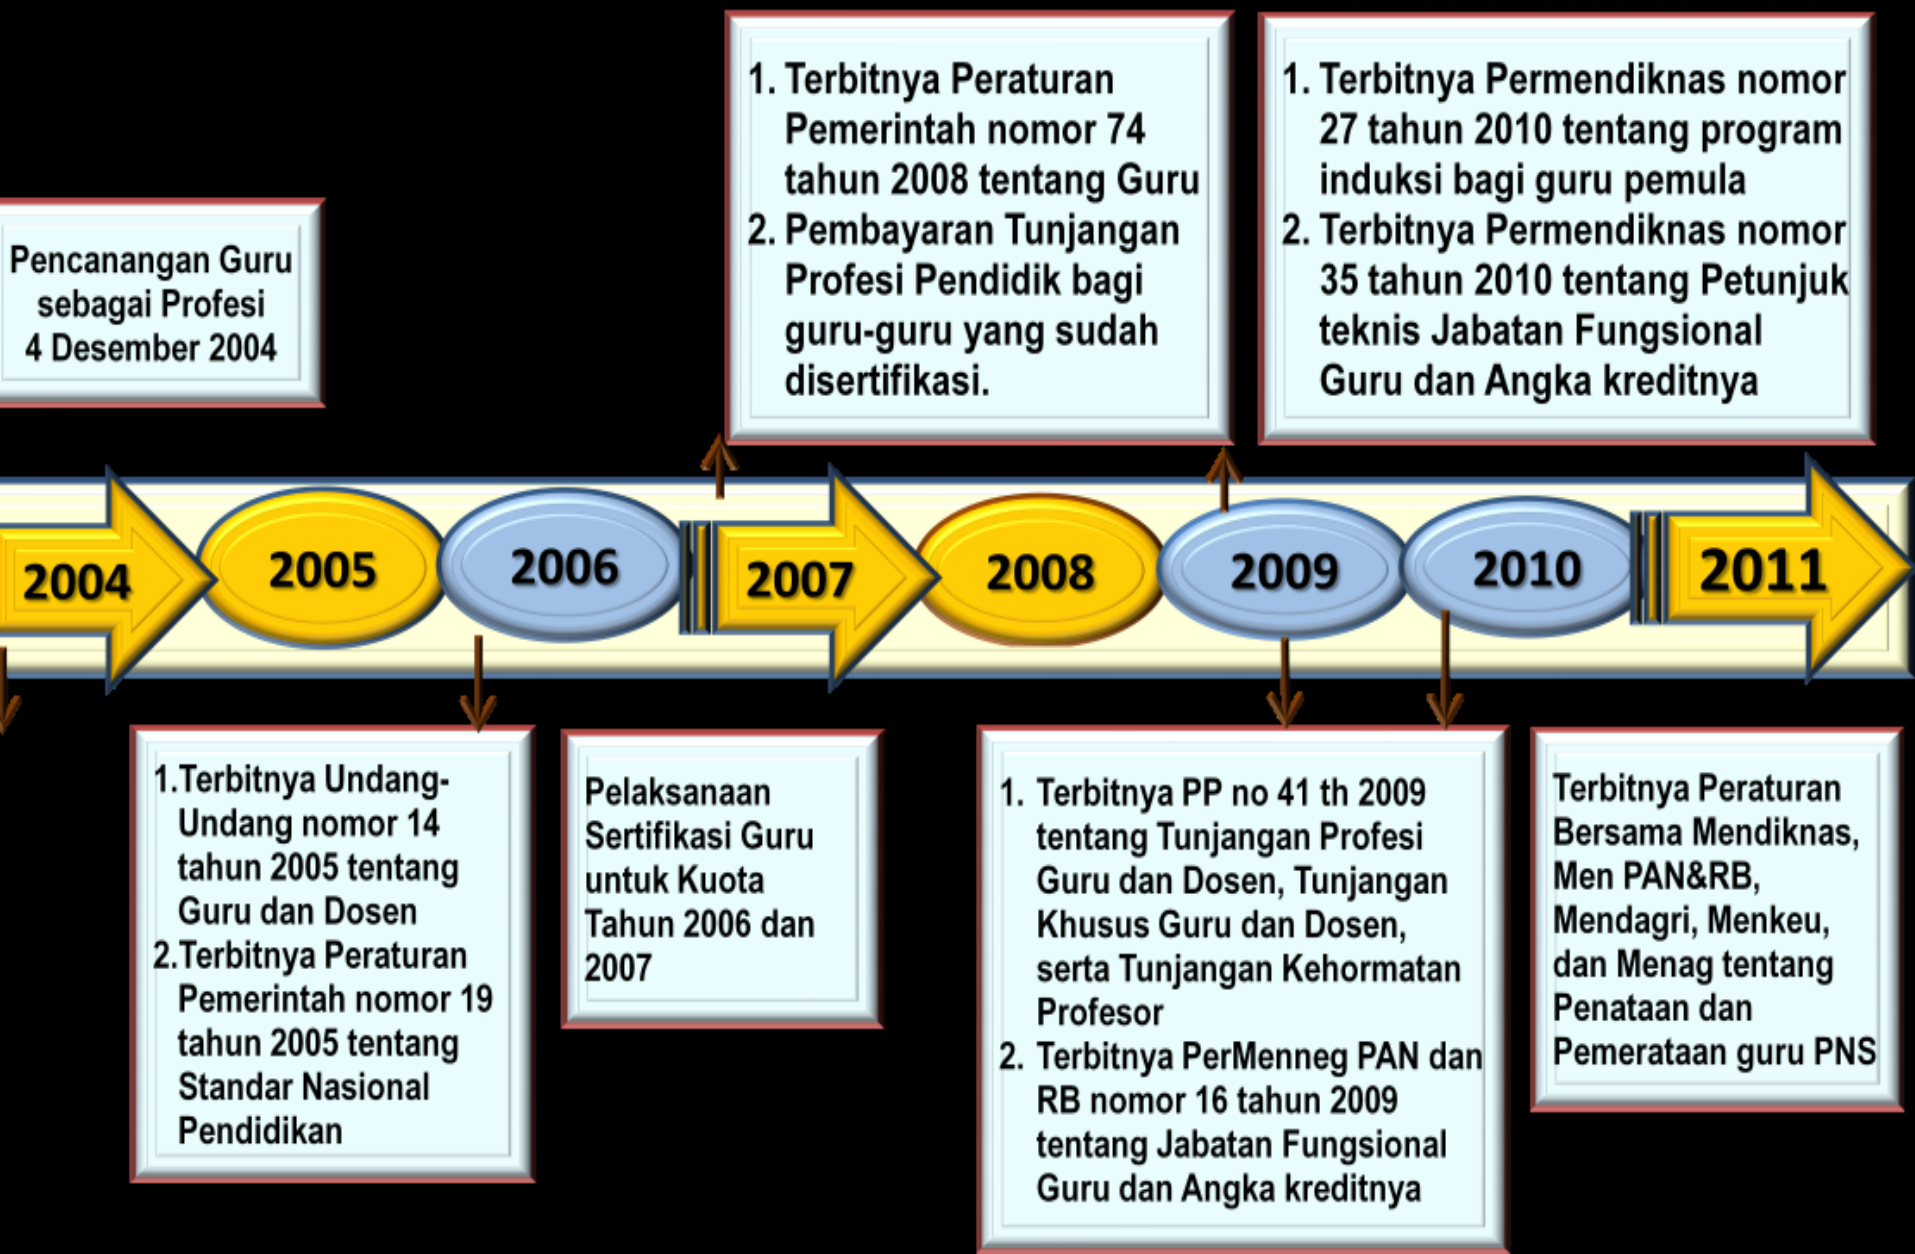 1. Terbitnya Peraturan
Pemerintah nomor 74
tahun 2008 tentang Guru
2. Pembayaran Tunjangan
Profesi Pendidik bagi
guru-guru yang sudah
disertifikasi.
1. Terbitnya Permendiknas nomor
27 tahun 2010 tentang program
induksi bagi guru pemula
2. Terbitnya Permendiknas nomor
35 tahun 2010 tentang Petunjuk
teknis Jabatan Fungsional
Guru dan Angka kreditnya
Pencanangan Guru
sebagai Profesi
4 Desember 2004
2004
2005
2006
2007
2008
2009
2010
2011
1.Terbitnya Undang-
Undang nomor 14
tahun 2005 tentang
Guru dan Dosen
2.Terbitnya Peraturan
Pemerintah nomor 19
tahun 2005 tentang
Standar Nasional
Pendidikan
Pelaksanaan
Sertifikasi Guru
untuk Kuota
Tahun 2006 dan
2007
1. Terbitnya PP no 41 th 2009
tentang Tunjangan Profesi
Guru dan Dosen, Tunjangan
Khusus Guru dan Dosen,
serta Tunjangan Kehormatan
Profesor
2. Terbitnya PerMenneg PAN dan
RB nomor 16 tahun 2009
tentang Jabatan Fungsional
Guru dan Angka kreditnya
Terbitnya Peraturan
Bersama Mendiknas,
Men PAN&RB,
Mendagri, Menkeu,
dan Menag tentang
Penataan dan
Pemerataan guru PNS